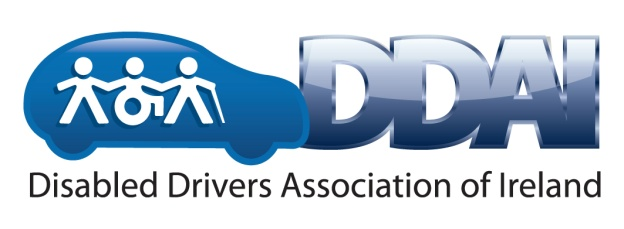 DDAI
Disabled Drivers Association of Ireland